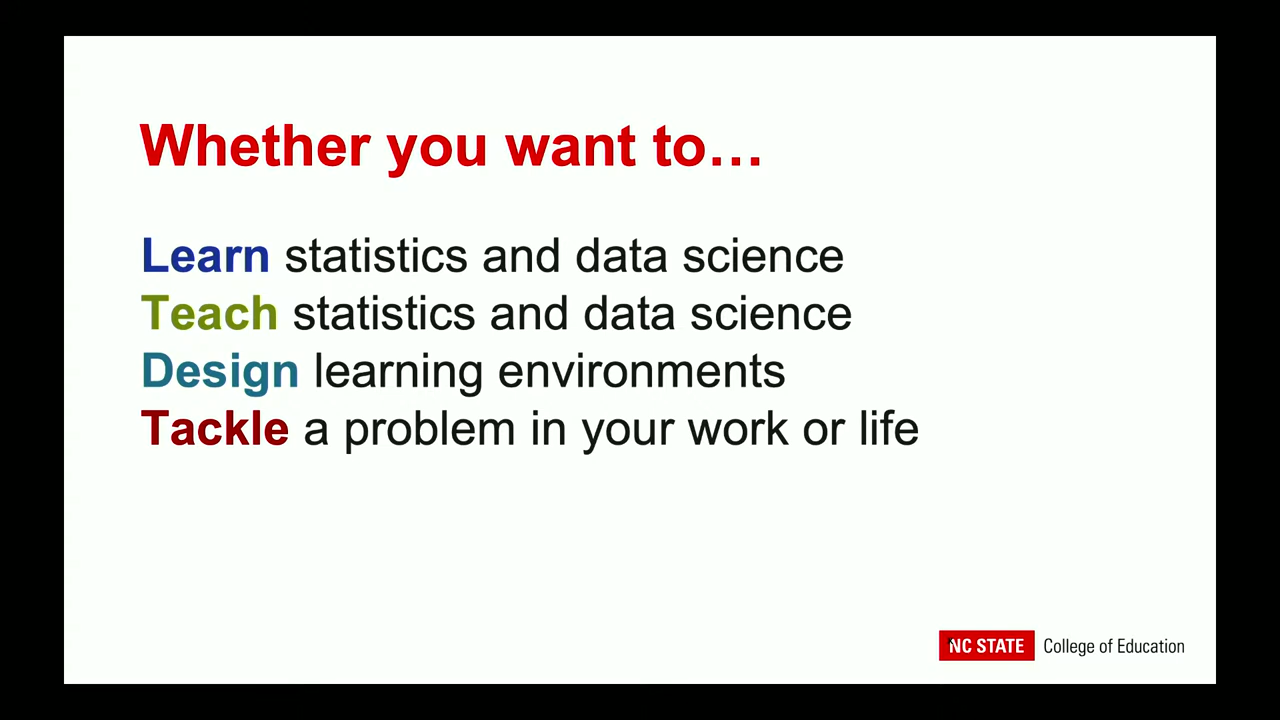 Whether you want to…
Learn statistics and data science
Teach statistics and data science
Design learning environments
Tackle a problem in your work or life
NC STATE College of Education